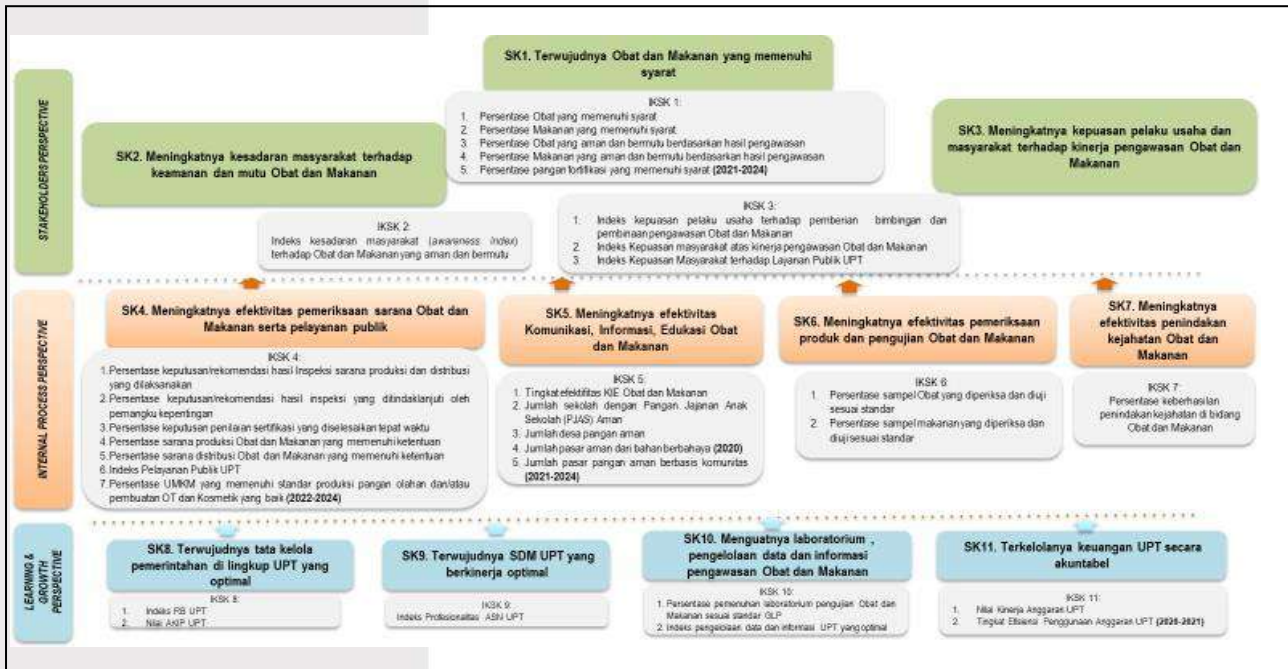 STAKEHOLDERS PERSPECTIVE
SK1. Terwujudnya Obat dan Makanan yang memenuhi
syarat
IKSK 1:
1. Persentase Obat yang memenuhi syarat
2. Persentase Makanan yang memenuhi syarat
3. Persentase Obat yang aman dan bermutu berdasarkan hasil pengawasan
4. Persentase Makanan yang aman dan bermutu berdasarkan hasil pengawasan
5. Persentase pangan fortifikasi yang memenuhi syarat (2021-2024)
SK2. Meningkatnya kesadaran masyarakat terhadap
keamanan dan mutu Obat dan Makanan
IKSK 2:
Indeks kesadaran masyarakat (awareness index)
terhadap Obat dan Makanan yang aman dan bermutu
SK3. Meningkatnya kepuasan pelaku usaha dan
masyarakat terhadap kinerja pengawasan Obat dan
Makanan
IKSK 3:
1. Indeks kepuasan pelaku usaha terhadap pemberian bimbingan dan
pembinaan pengawasan Obat dan Makanan
2. Indeks Kepuasan masyarakat atas kinerja pengawasan Obat dan Makanan
3. Indeks Kepuasan Masyarakat terhadap Layanan Publik UPT
INTERNAL PROCESS PERSPECTIVE
SK4. Meningkatnya efektivitas pemeriksaan sarana Obat dan
Makanan serta pelayanan publik
IKSK 4:
1. Persentase keputusan/rekomendasi hasil Inspeksi sarana produksi dan distribusi
yang dilaksanakan
2. Persentase keputusan/rekomendasi hasil inspeksi yang ditindaklanjuti oleh
pemangku kepentingan
3. Persentase keputusan penilaian sertifikasi yang diselesaikan tepat waktu
4. Persentase sarana produksi Obat dan Makanan yang memenuhi ketentuan
5. Persentase sarana distribusi Obat dan Makanan yang memenuhi ketentuan
6. Indeks Pelayanan Publik UPT
7. Persentase UMKM yang memenuhi standar produksi pangan olahan dan/atau
pembuatan OT dan Kosmetik yang baik (2022-2024)
SK5. Meningkatnya efektivitas
Komunikasi, Informasi, Edukasi Obat
dan Makanan
IKSK 5:
1. Tingkat efektifitas KIE Obat dan Makanan
2. Jumlah sekolah dengan Pangan Jajanan Anak
Sekolah (PJAS) Aman
3. Jumlah desa pangan aman
4. Jumlah pasar aman dari bahan berbahaya (2020)
5. Jumlah pasar pangan aman berbasis komunitas
(2021-2024)
SK6. Meningkatnya efektivitas pemeriksaan
produk dan pengujian Obat dan Makanan
IKSK 6:
1. Persentase sampel Obat yang diperiksa dan diuji
sesuai standar
2. Persentase sampel makanan yang diperiksa dan
diuji sesuai standar
SK7. Meningkatnya
efektivitas penindakan
kejahatan Obat dan
Makanan
IKSK 7:
Persentase keberhasilan
penindakan kejahatan di bidang
Obat dan Makanan
LEARNING &
GROWTH
PERSPECTIVE
SK8. Terwujudnya tata kelola
pemerintahan di lingkup UPT yang
optimal
IKSK 8:
1. Indeks RB UPT
2. Nilai AKIP UPT
SK9. Terwujudnya SDM UPT yang
berkinerja optimal
IKSK 9:
Indeks Profesionalitas ASN UPT
SK10. Menguatnya laboratorium ,
pengelolaan data dan informasi
pengawasan Obat dan Makanan
IKSK 10:
1. Persentase pemenuhan laboratorium pengujian Obat dan
Makanan sesuai standar GLP
2. Indeks pengelolaan data dan informasi UPT yang optimal
SK11. Terkelolanya keuangan UPT secara
akuntabel
IKSK 11:
1. Nilai Kinerja Anggaran UPT
2. Tingkat Efisiensi Penggunaan Anggaran UPT (2020-2021)